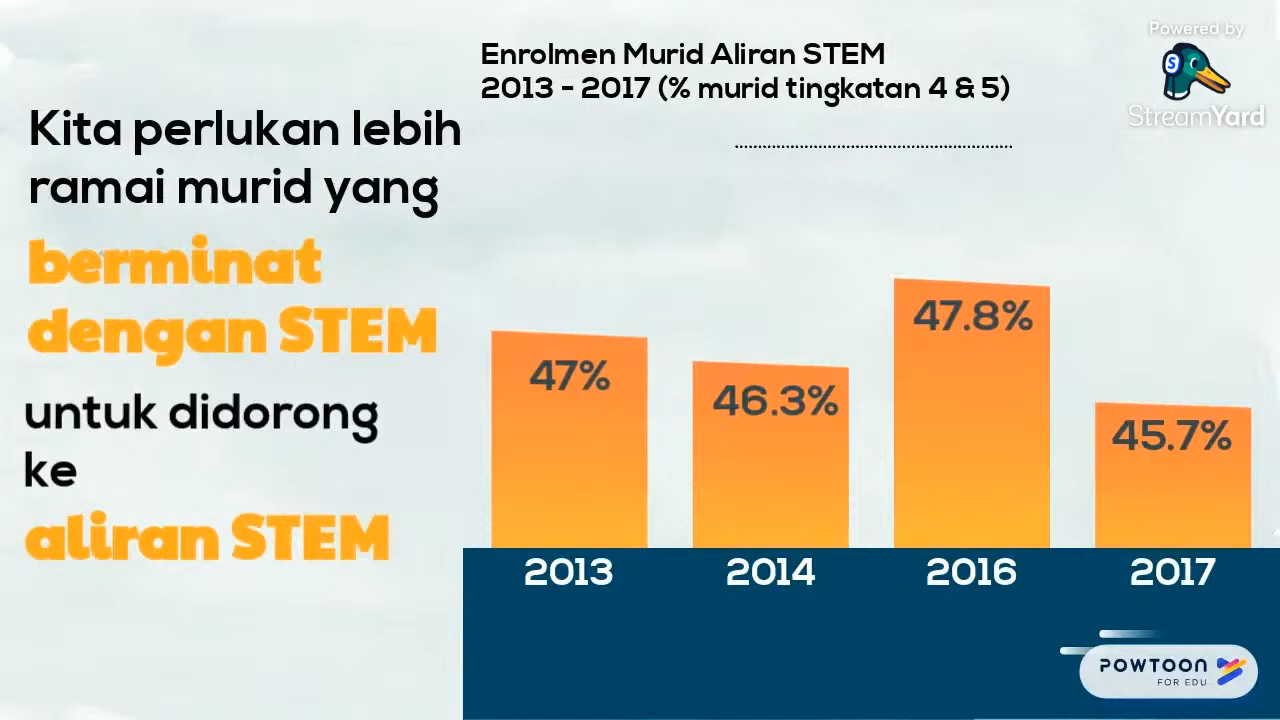 Enrolmen Murid Aliran STEM
2013 - 2017 (% murid tingkatan 4 & 5)
Powered by
StreamYard
Kita perlukan lebih
ramai murid yang
berminat
dengan STEM
untuk didorong
ke
aliran STEM
47%
46.3%
47.8%
45.7%
2013
2014
2016
2017
POWTOON
FOR EDU